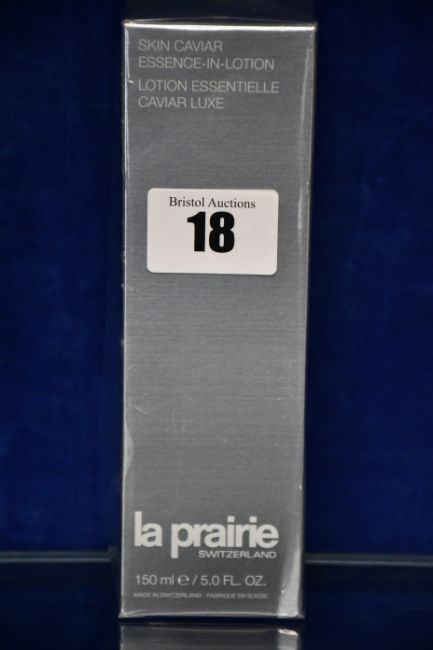 SKIN CAVIAR
ESSENCE-IN-LOTION
LOTION ESSENTIELLE
CAVIAR LUXE
Bristol Auctions
18
la prairie
SWITZERLAND
150 ml ℮ / 5.0 FL. OZ.
MADE IN SWITZERLAND - FABRIQUE EN SUISSE